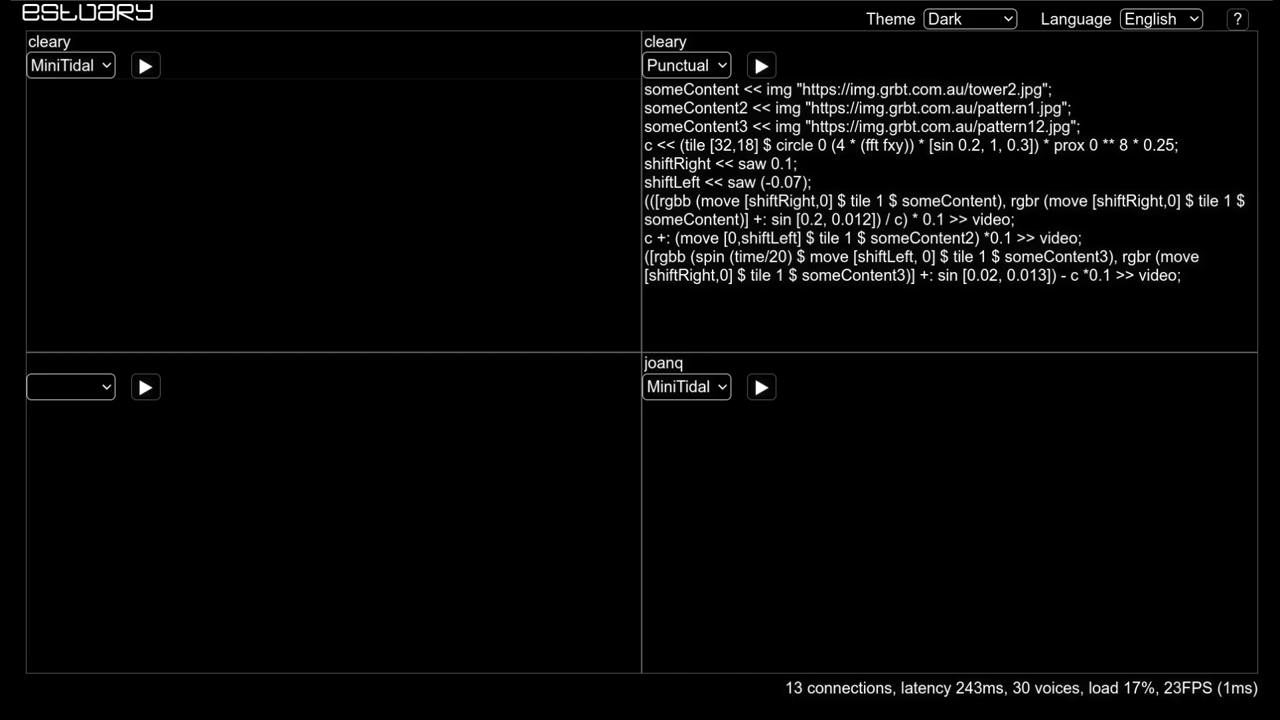 estuary
Theme Dark Language English ?
cleary
MiniTidal
cleary
Punctual
someContent << img "https://img.grbt.com.au/tower2.jpg";
someContent2 << img "https://img.grbt.com.au/pattern1.jpg";
someContent3 << img "https://img.grbt.com.au/pattern12.jpg";
c << (tile [32,18] $ circle 0 (4 * (fft fxy)) * [sin 0.2, 1, 0.3]) * prox 0 ** 8 * 0.25;
shiftRight << saw 0.1;
shiftLeft << saw (-0.07);
(([rgbb (move [shiftRight,0] $ tile 1 $ someContent), rgbr (move [shiftRight,0] $ tile 1 $
someContent)] +: sin [0.2, 0.012]) / c) * 0.1 >> video;
c +: (move [0,shiftLeft] $ tile 1 $ someContent2) *0.1 >> video;
([rgbb (spin (time/20) $ move [shiftLeft, 0] $ tile 1 $ someContent3), rgbr (move
[shiftRight,0] $ tile 1 $ someContent3)] +: sin [0.02, 0.013]) - c *0.1 >> video;
joanq
MiniTidal
13 connections, latency 243ms, 30 voices, load 17%, 23FPS (1ms)